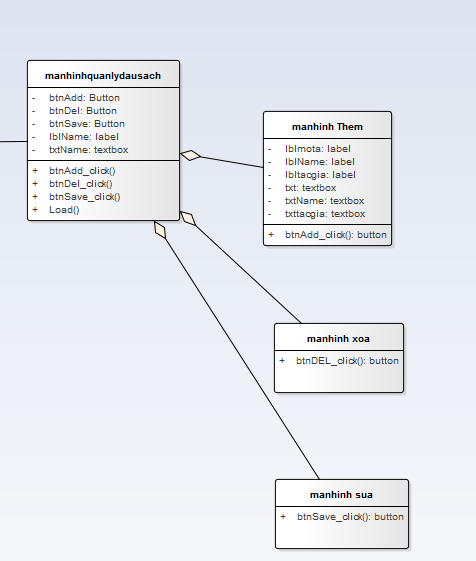 manhinhquanlydausach
- btnAdd: Button
- btnDel: Button
- btnSave: Button
- lblName: label
- txtName: textbox
+ btnAdd_click()
+ btnDel_click()
+ btnSave_click()
+ Load()
manhinh Them
- lblmota: label
- lblName: label
- lbltacgia: label
- txt: textbox
- txtName: textbox
- txttacgia: textbox
+ btnAdd_click(): button
manhinh xoa
+ btnDEL_click(): button
manhinh sua
+ btnSave_click(): button